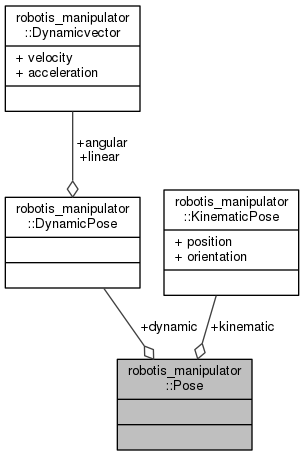 robotis_manipulator
::Dynamicvector
+ velocity
+ acceleration
+angular
+linear
robotis_manipulator
::DynamicPose
robotis_manipulator
::KinematicPose
+ position
+ orientation
+dynamic
+kinematic
robotis_manipulator
::Pose